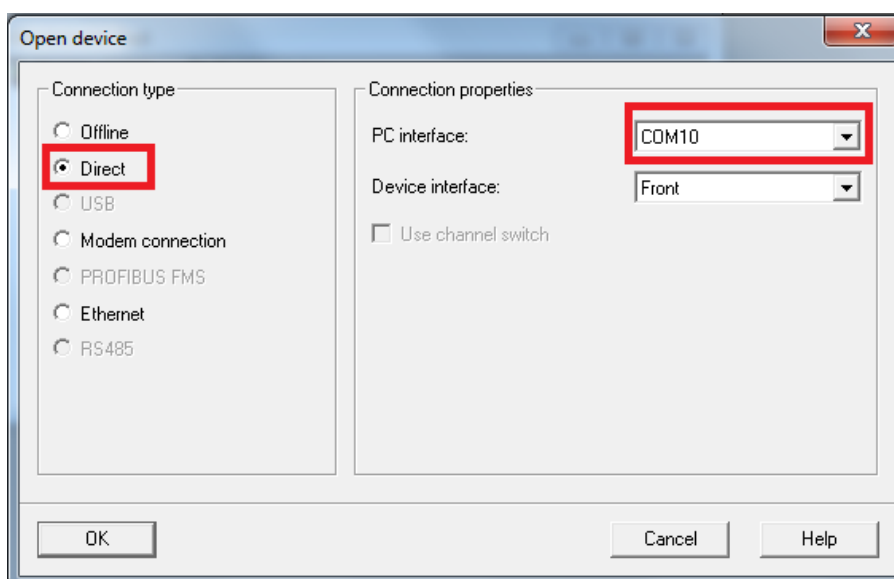 Open device
Connection type
Offline
Direct
USB
Modem connection
PROFIBUS FMS
Ethernet
RS485
Connection properties
PC interface: COM10
Device interface: Front
Use channel switch
OK Cancel Help